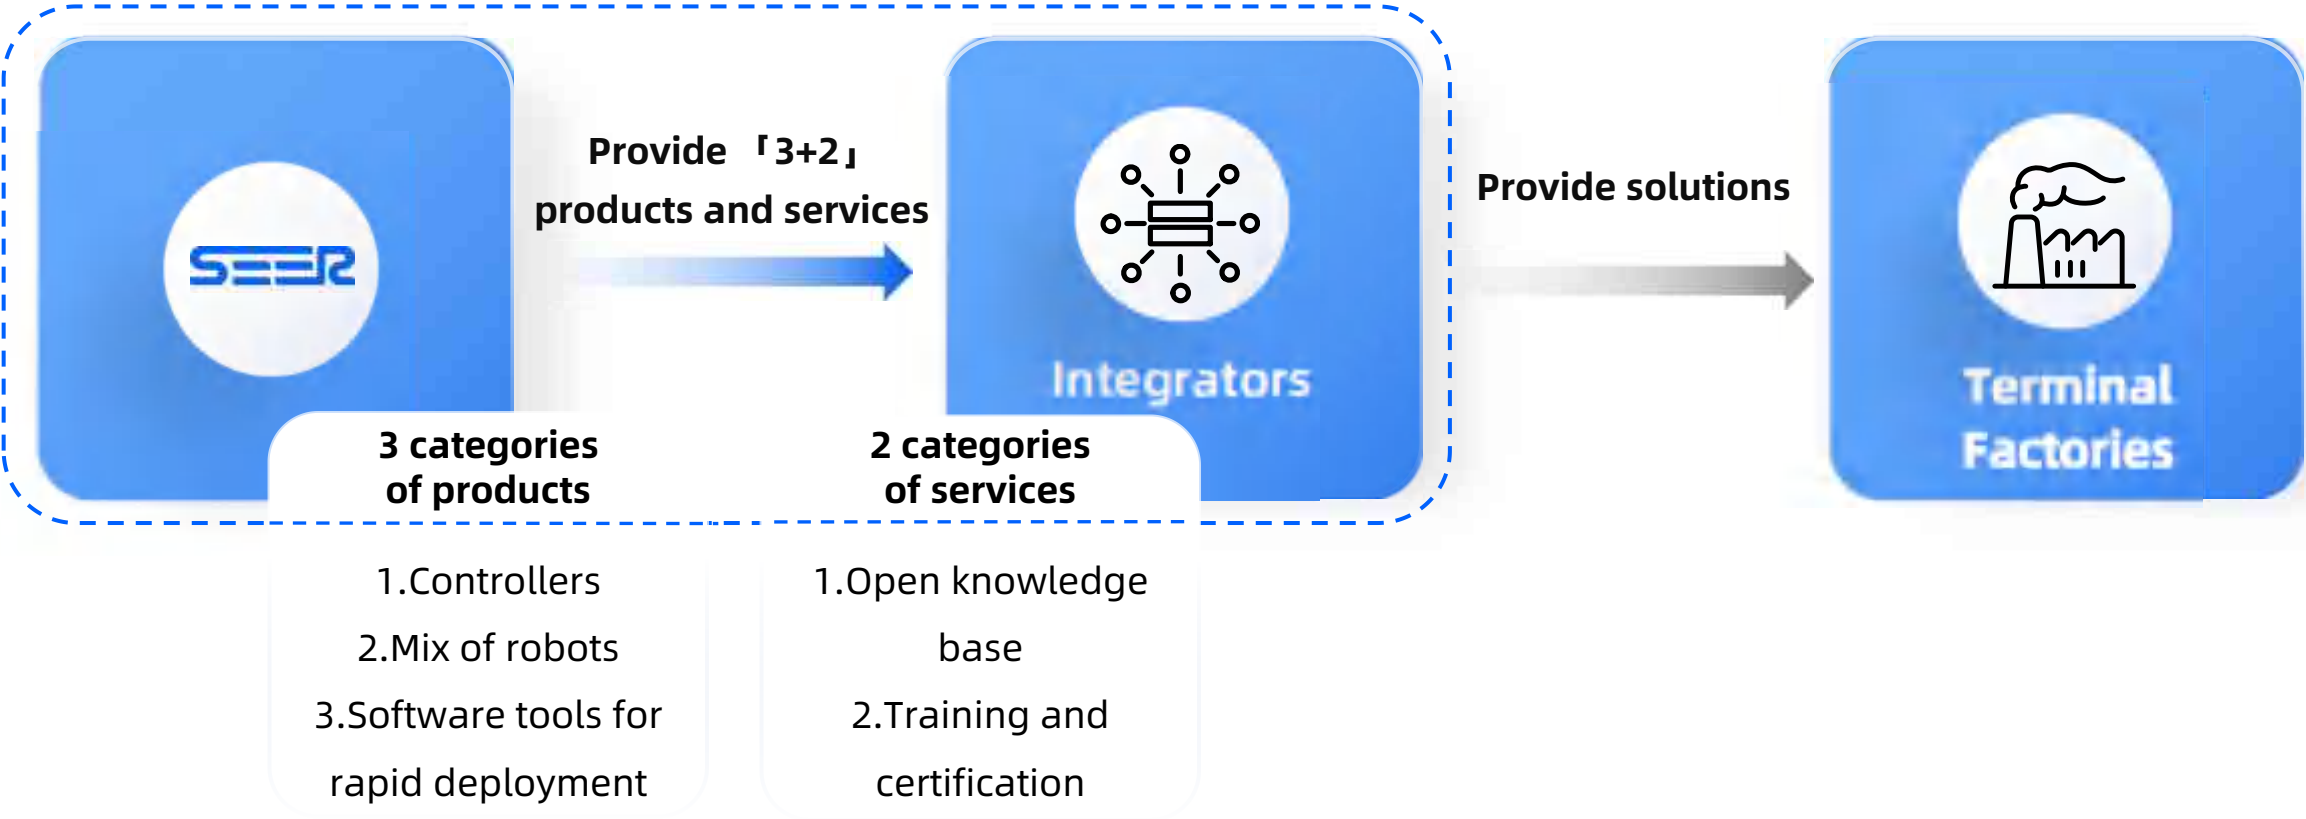 SEER
Provide 「3+2」
products and services
Integrators
Provide solutions
Terminal
Factories
3 categories
of products
1.Controllers
2.Mix of robots
3.Software tools for
rapid deployment
2 categories
of services
1.Open knowledge
base
2.Training and
certification